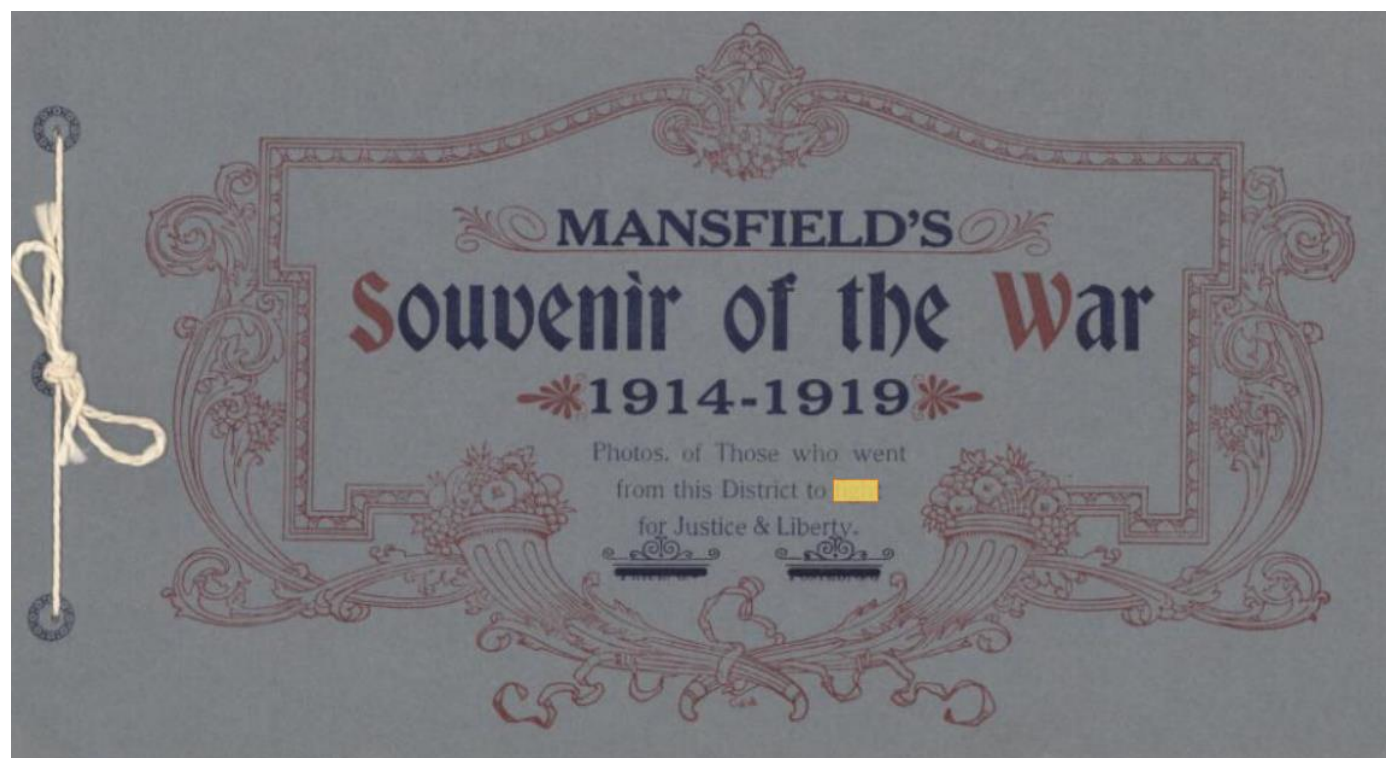 MANSFIELD'S
Souvenir of the War
1914-1919
Photos. of Those who went
from this District to
for Justice & Liberty.